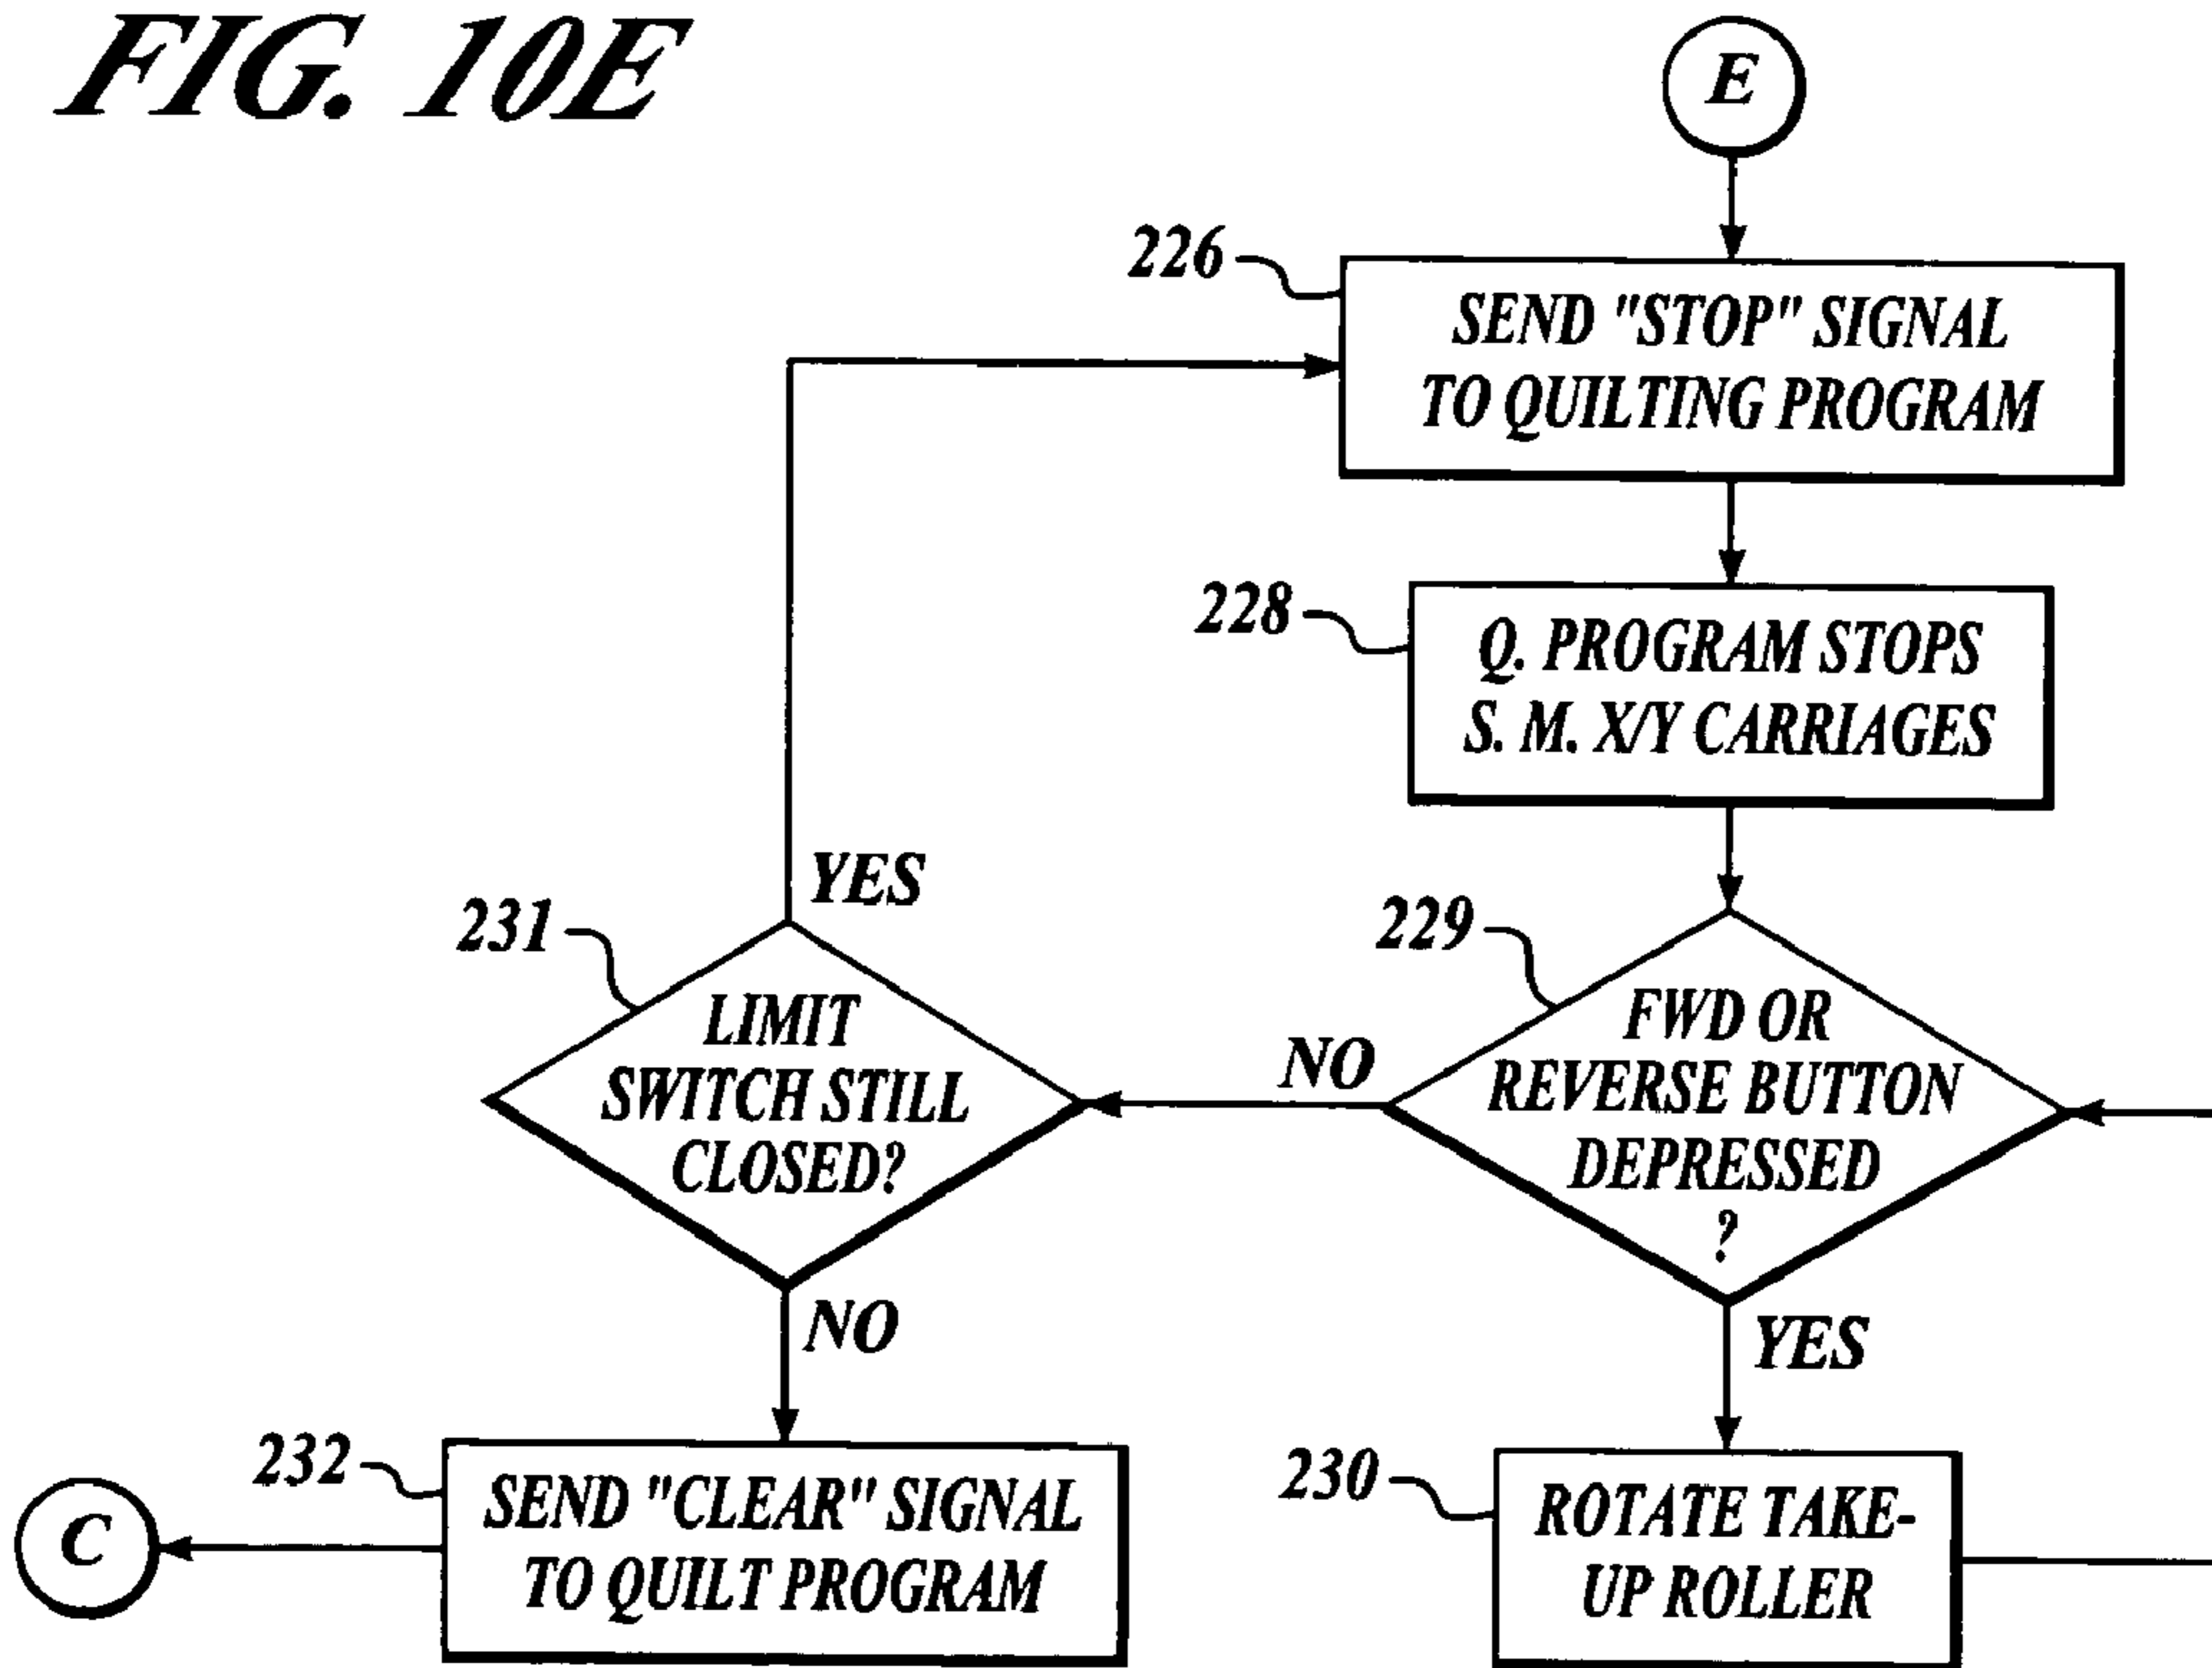 FIG. 10E
E
226
SEND "STOP" SIGNAL
TO QUILTING PROGRAM
228
Q. PROGRAM STOPS
S. M. X/Y CARRIAGES
YES
231
LIMIT
SWITCH STILL
CLOSED?
NO
229
FWD OR
REVERSE BUTTON
DEPRESSED
?
NO
YES
232
SEND "CLEAR" SIGNAL
TO QUILT PROGRAM
C
230
ROTATE TAKE-
UP ROLLER